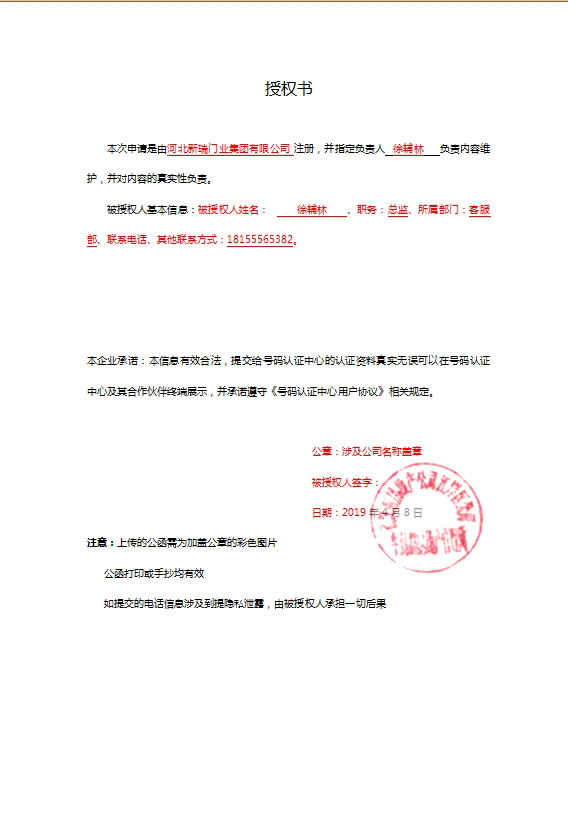 授权书
本次申请是由河北新瑞门业集团有限公司 注册，并指定负责人 徐辅林 负责内容维
护，并对内容的真实性负责。
被授权人基本信息：被授权人姓名： 徐辅林 、职务：总监、所属部门：客服
部、联系电话、其他联系方式：18155565382。
本企业承诺：本信息有效合法，提交给号码认证中心的认证资料真实无误可以在号码认证
中心及其合作伙伴终端展示，并承诺遵守《号码认证中心用户协议》相关规定。
公章：涉及公司名称盖章
被授权人签字：
日期：2019 年 4 月 8 日
注意：上传的公函需为加盖公章的彩色图片
公函打印或手抄均有效
如提交的电话信息涉及到提隐私泄露，由被授权人承担一切后果